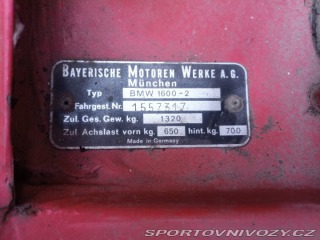 BAYERISCHE MOTOREN WERKE A.G.
München
Typ BMW 1600-2
Fahrgest. Nr. 1557317
Zul. Ges. Gew. kg. 1320
Zul. Achslast vorn kg. 650 hint. kg. 700
Made in Germany
SPORTOVNIVOZY.CZ